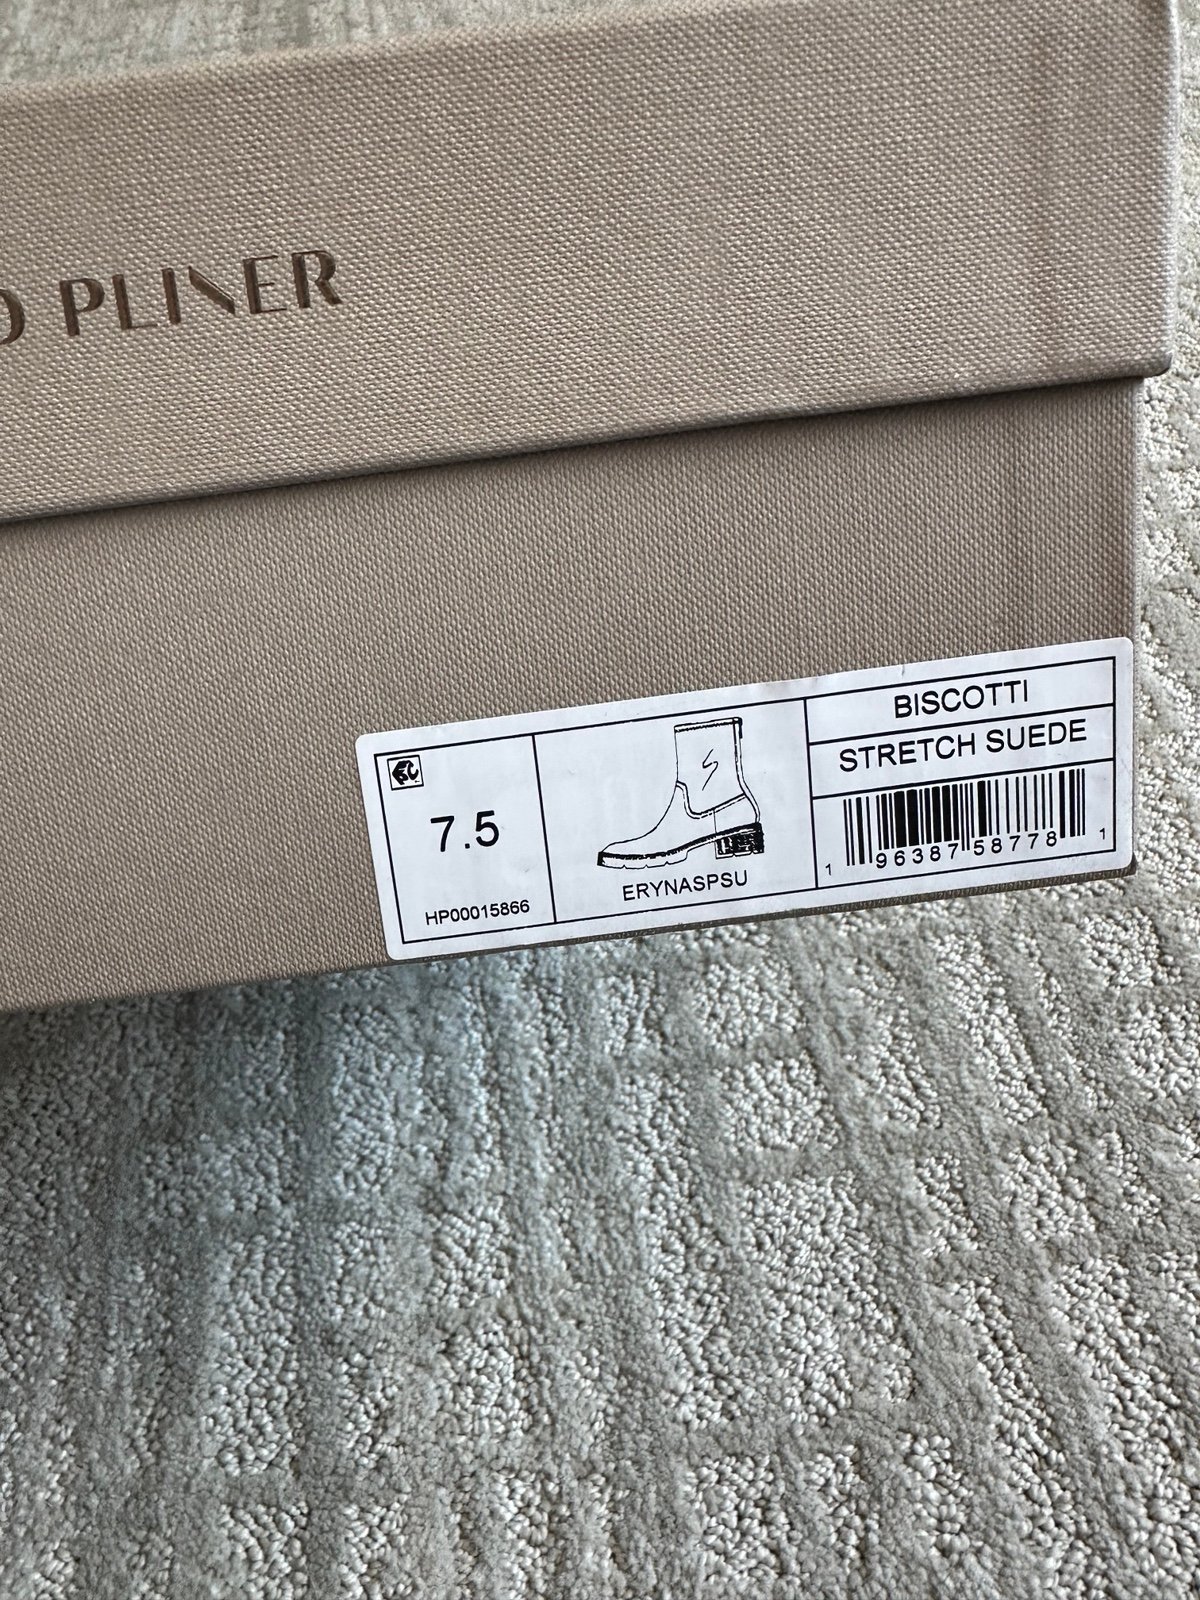 D PLINER
BISCOTTI
STRETCH SUEDE
7.5
HP00015866
ERYNASPSU
1 96387 58778 1